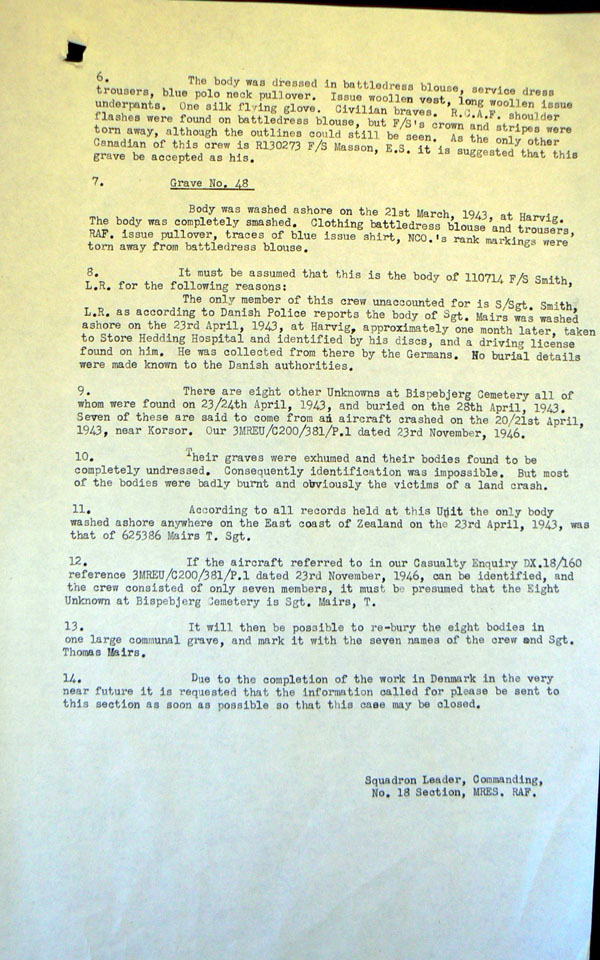 6. The body was dressed in battledress blouse, service dress
trousers, blue polo neck pullover. Issue woollen vest, long woollen issue
underpants. One silk flying glove. Civilian braves. R.C.A.F. shoulder
flashes were found on battledress blouse, but F/S's crown and stripes were
torn away, although the outlines could still be seen. As the only other
Canadian of this crew is R130273 F/S Masson, E.S. it is suggested that this
grave be accepted as his.
7. Grave No. 48
Body was washed ashore on the 21st March, 1943, at Harvig.
The body was completely smashed. Clothing battledress blouse and trousers,
RAF. issue pullover, traces of blue issue shirt, NCO.'s rank markings were
torn away from battledress blouse.
8. It must be assumed that this is the body of 110714 F/S Smith,
L.R. for the following reasons:
The only member of this crew unaccounted for is S/Sgt. Smith,
L.R. as according to Danish Police reports the body of Sgt. Mairs was washed
ashore on the 23rd April, 1943, at Harvig, approximately one month later, taken
to Store Hedding Hospital and identified by his discs, and a driving license
found on him. He was collected from there by the Germans. No burial details
were made known to the Danish authorities.
9. There are eight other Unknowns at Bispebjerg Cemetery all of
whom were found on 23/24th April, 1943, and buried on the 28th April, 1943.
Seven of these are said to come from an aircraft crashed on the 20/21st April,
1943, near Korsor. Our 3MREU/C200/381/P.1 dated 23rd November, 1946.
10. Their graves were exhumed and their bodies found to be
completely undressed. Consequently identification was impossible. But most
of the bodies were badly burnt and obviously the victims of a land crash.
11. According to all records held at this Unit the only body
washed ashore anywhere on the East coast of Zealand on the 23rd April, 1943, was
that of 625386 Mairs T. Sgt.
12. If the aircraft referred to in our Casualty Enquiry DX.18/160
reference 3MREU/C200/381/P.1 dated 23rd November, 1946, can be identified, and
the crew consisted of only seven members, it must be presumed that the Eight
Unknown at Bispebjerg Cemetery is Sgt. Mairs, T.
13. It will then be possible to re-bury the eight bodies in
one large communal grave, and mark it with the seven names of the crew and Sgt.
Thomas Mairs.
14. Due to the completion of the work in Denmark in the very
near future it is requested that the information called for please be sent to
this section as soon as possible so that this case may be closed.
Squadron Leader, Commanding,
No. 18 Section, MRES. RAF.